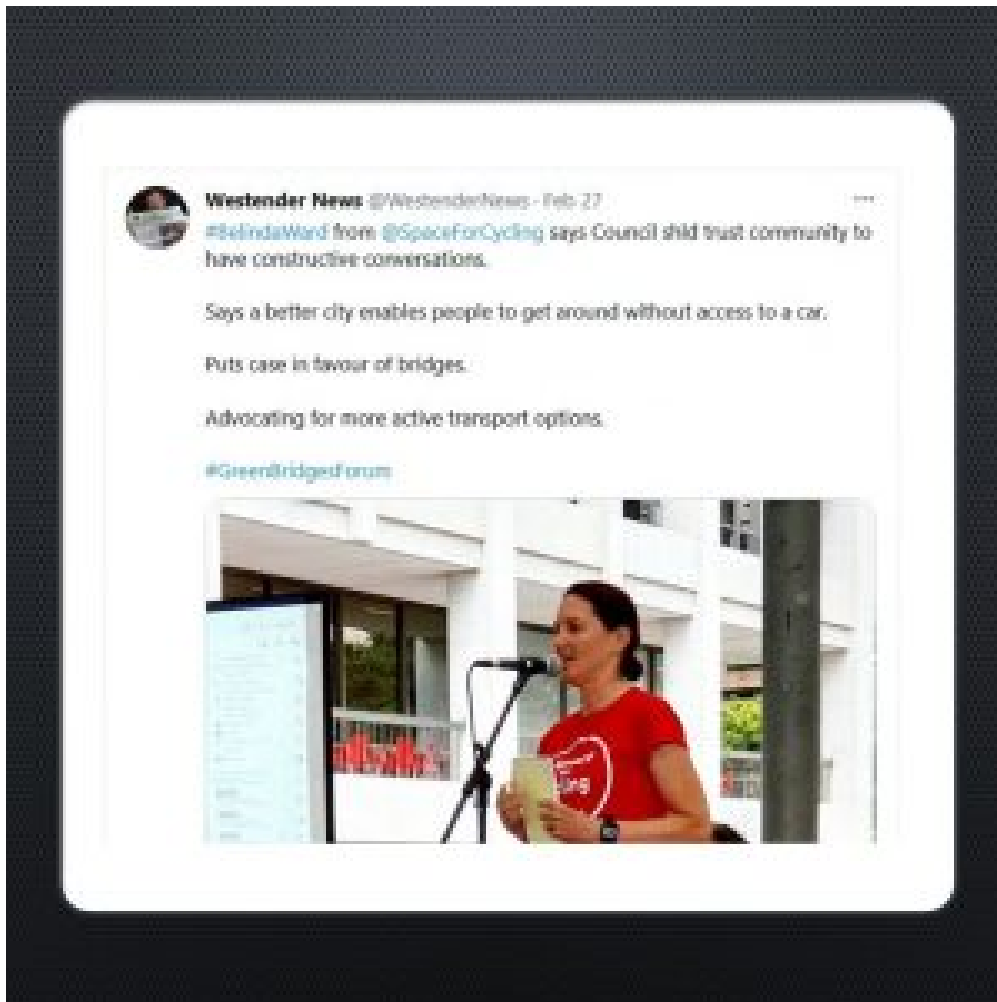 Westender News @WestenderNews · Feb 27
#BelindaWard from @SpaceForCycling says Council shld trust community to
have constructive conversations.
Says a better city enables people to get around without access to a car.
Puts case in favour of bridges.
Advocating for more active transport options.
#GreenBridgesForum